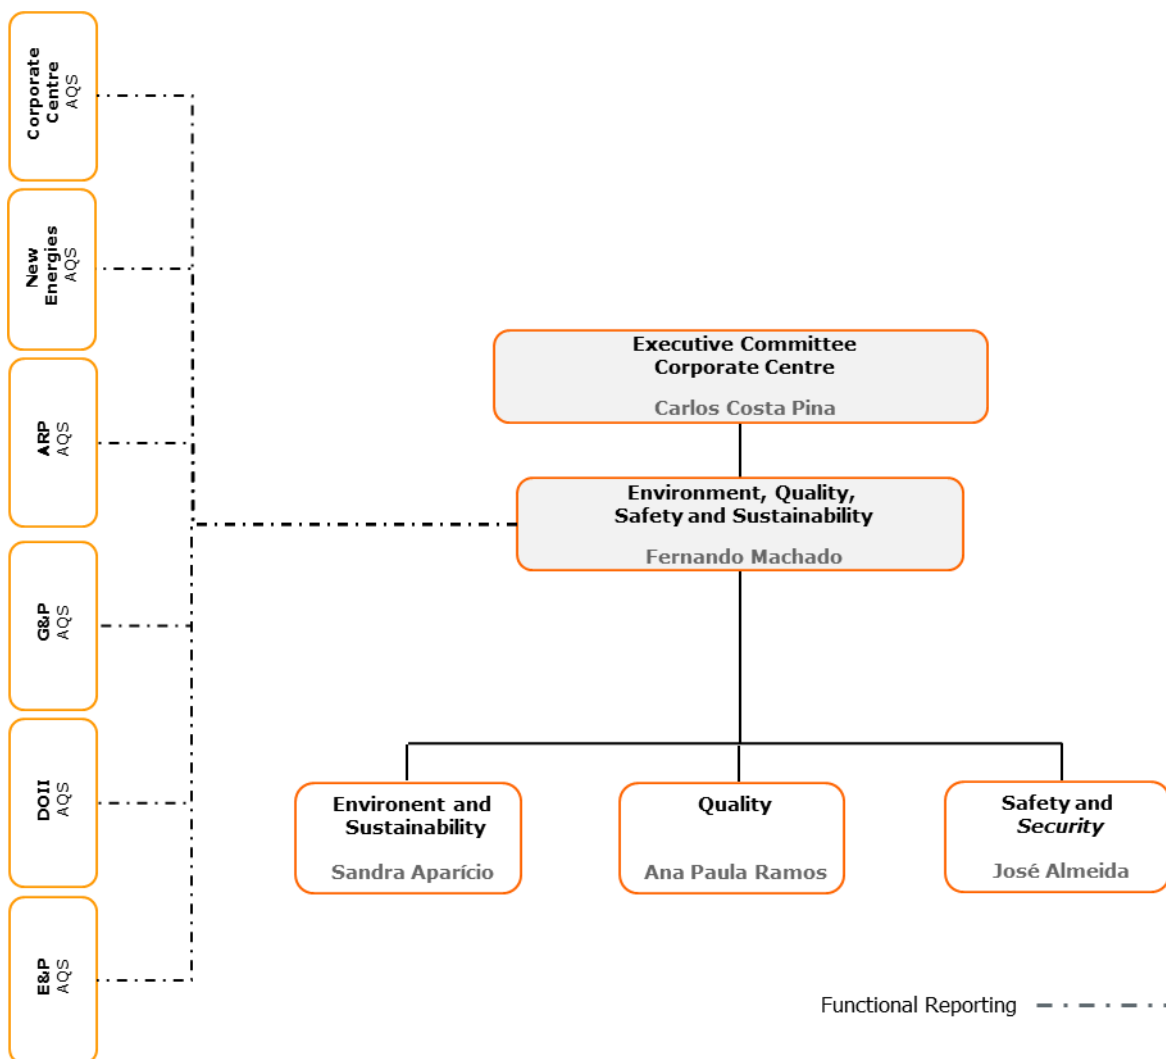 Corporate
Centre
AQS
New
Energies
AQS
ARP
AQS
G&P
AQS
DOII
AQS
E&P
AQS
Executive Committee
Corporate Centre
Carlos Costa Pina
Environment, Quality,
Safety and Sustainability
Fernando Machado
Environent and
Sustainability
Sandra Aparício
Quality
Ana Paula Ramos
Safety and
Security
José Almeida
Functional Reporting